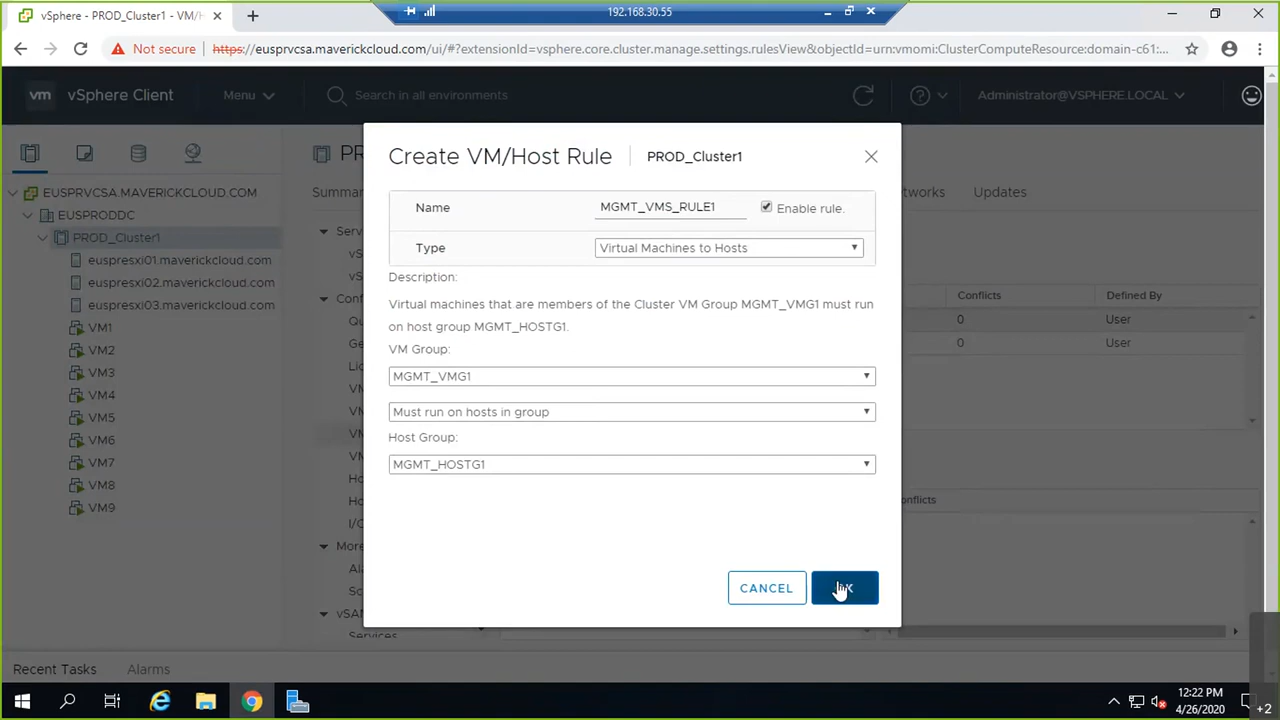 vSphere - PROD_Cluster1 - VM/H
192.168.30.55
Not secure
https://eusprvcsa.maverickcloud.com/ui/#?extensionId=vsphere.core.cluster.manage.settings.rulesView&objectId=urn:vmomi:ClusterComputeResource:domain-c61:...
vm vSphere Client Menu Search in all environments Administrator@VSPHERE.LOCAL
EUSPRVCSA.MAVERICKCLOUD.COM
EUSPRODDC
PROD_Cluster1
euspresxi01.maverickcloud.com
euspresxi02.maverickcloud.com
euspresxi03.maverickcloud.com
VM1
VM2
VM3
VM4
VM5
VM6
VM7
VM8
VM9
Summar
Updates
Conflicts Defined By
0 User
0 User
More
vSAN
Services
Create VM/Host Rule PROD_Cluster1
Name MGMT_VMS_RULE1 Enable rule.
Type Virtual Machines to Hosts
Description:
Virtual machines that are members of the Cluster VM Group MGMT_VMG1 must run
on host group MGMT_HOSTG1.
VM Group:
MGMT_VMG1
Must run on hosts in group
Host Group:
MGMT_HOSTG1
CANCEL
Recent Tasks Alarms
12:22 PM
4/26/2020
+2